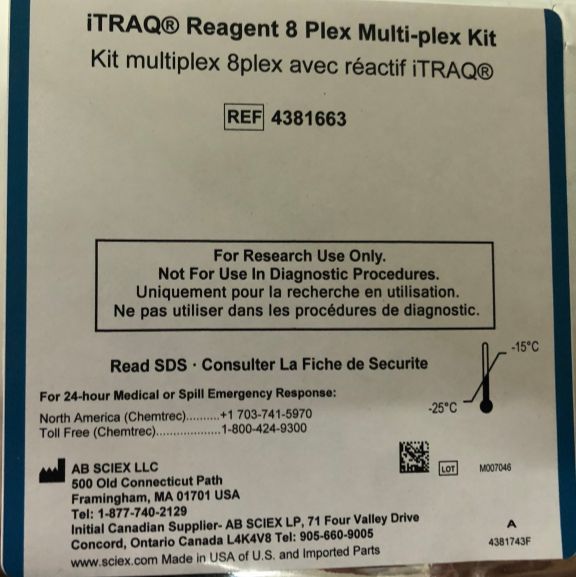 iTRAQ® Reagent 8 Plex Multi-plex Kit
Kit multiplex 8plex avec réactif iTRAQ®
REF 4381663
For Research Use Only.
Not For Use In Diagnostic Procedures.
Uniquement pour la recherche en utilisation.
Ne pas utiliser dans les procédures de diagnostic.
Read SDS · Consulter La Fiche de Securite
-15°C
-25°C
For 24-hour Medical or Spill Emergency Response:
North America (Chemtrec)..........+1 703-741-5970
Toll Free (Chemtrec)....................1-800-424-9300
AB SCIEX LLC
500 Old Connecticut Path
Framingham, MA 01701 USA
Tel: 1-877-740-2129
Initial Canadian Supplier- AB SCIEX LP, 71 Four Valley Drive
Concord, Ontario Canada L4K4V8 Tel: 905-660-9005
www.sciex.com Made in USA of U.S. and Imported Parts
LOT M007046
A
4381743F